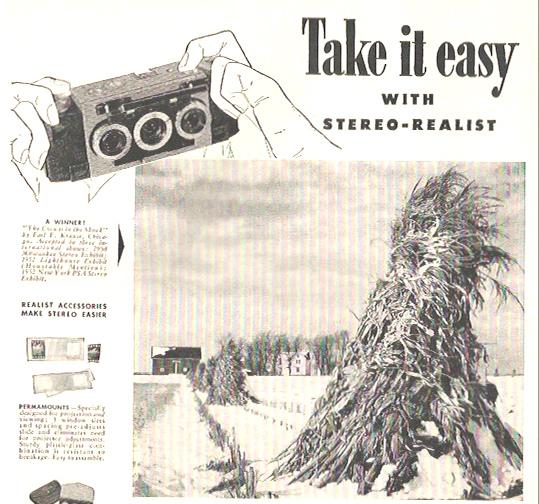 Take it easy
WITH
STEREO-REALIST
A WINNER!
"The Corn is in the Shock"
by Earl E. Krause, Chica-
go. Accepted in three in-
ternational shows: 1950
Milwaukee Stereo Exhibit;
1951 Lighthouse Exhibit
(Honorable Mention);
1952 New York PSA Stereo
Exhibit.
REALIST ACCESSORIES
MAKE STEREO EASIER
PERMAMOUNTS — Specially
designed for projection and
viewing; 3 window sizes
and spacing pre-adjusts
slide and eliminates need
for projector adjustments.
Sturdy plastic-glass com-
bination is resistant to
breakage. Easy to assemble.